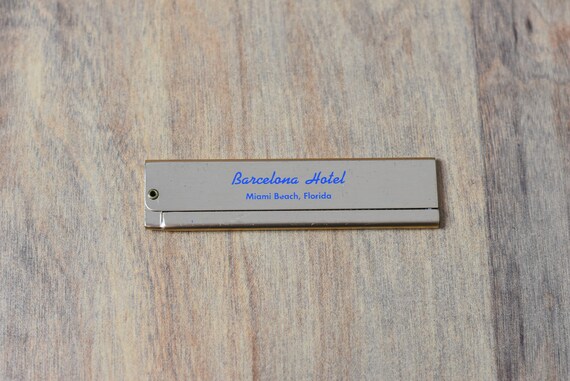 Barcelona Hotel
Miami Beach, Florida